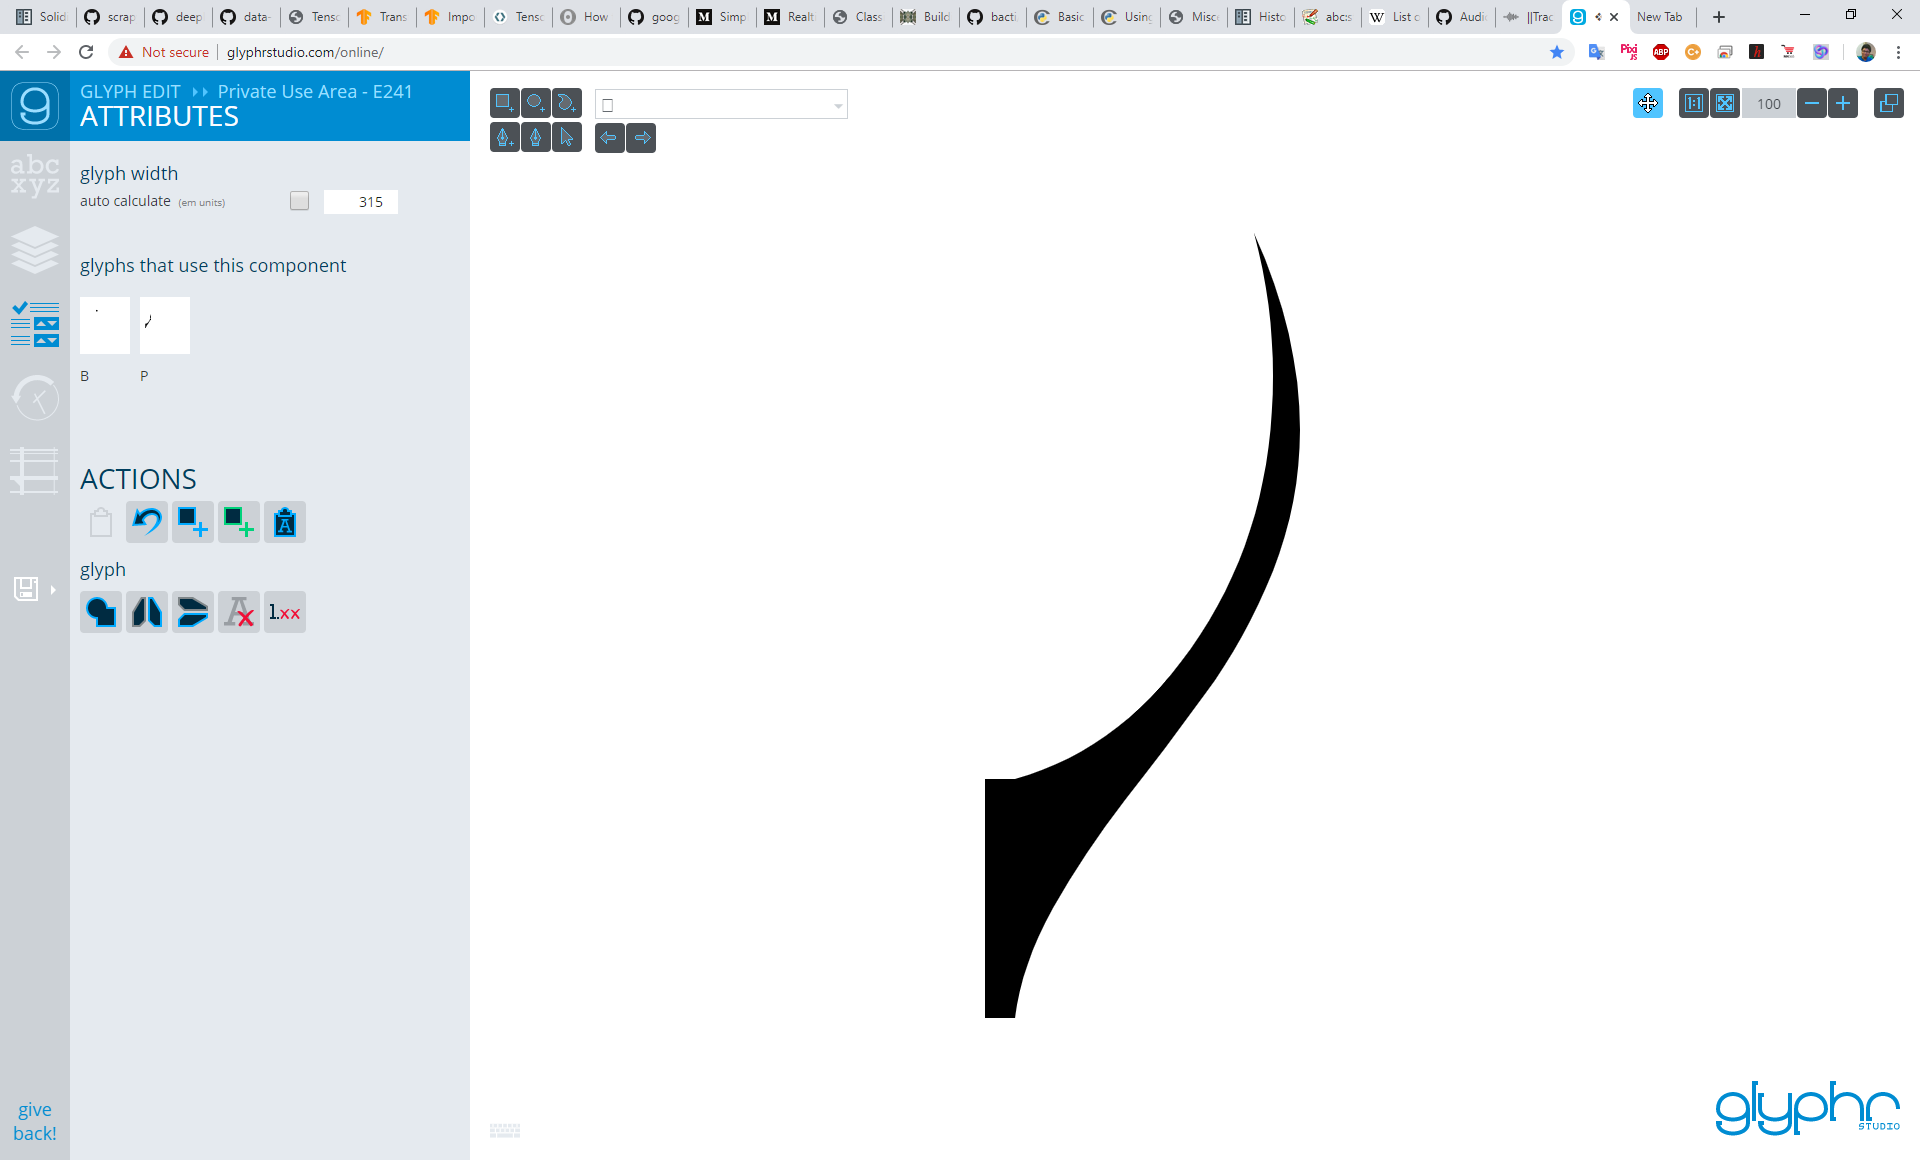 Solid scrap deep data- Tenso Trans Impo Tenso How goog Simp Realt Class Build bacti Basic Using Misc Histo abc:s List o Audi ||Trac New Tab
Not secure glyphrstudio.com/online/
GLYPH EDIT Private Use Area - E241
ATTRIBUTES
100
abc
xyz
glyph width
auto calculate (em units) 315
glyphs that use this component
B P
ACTIONS
glyph
1.xx
give
back!
glyphr
STUDIO